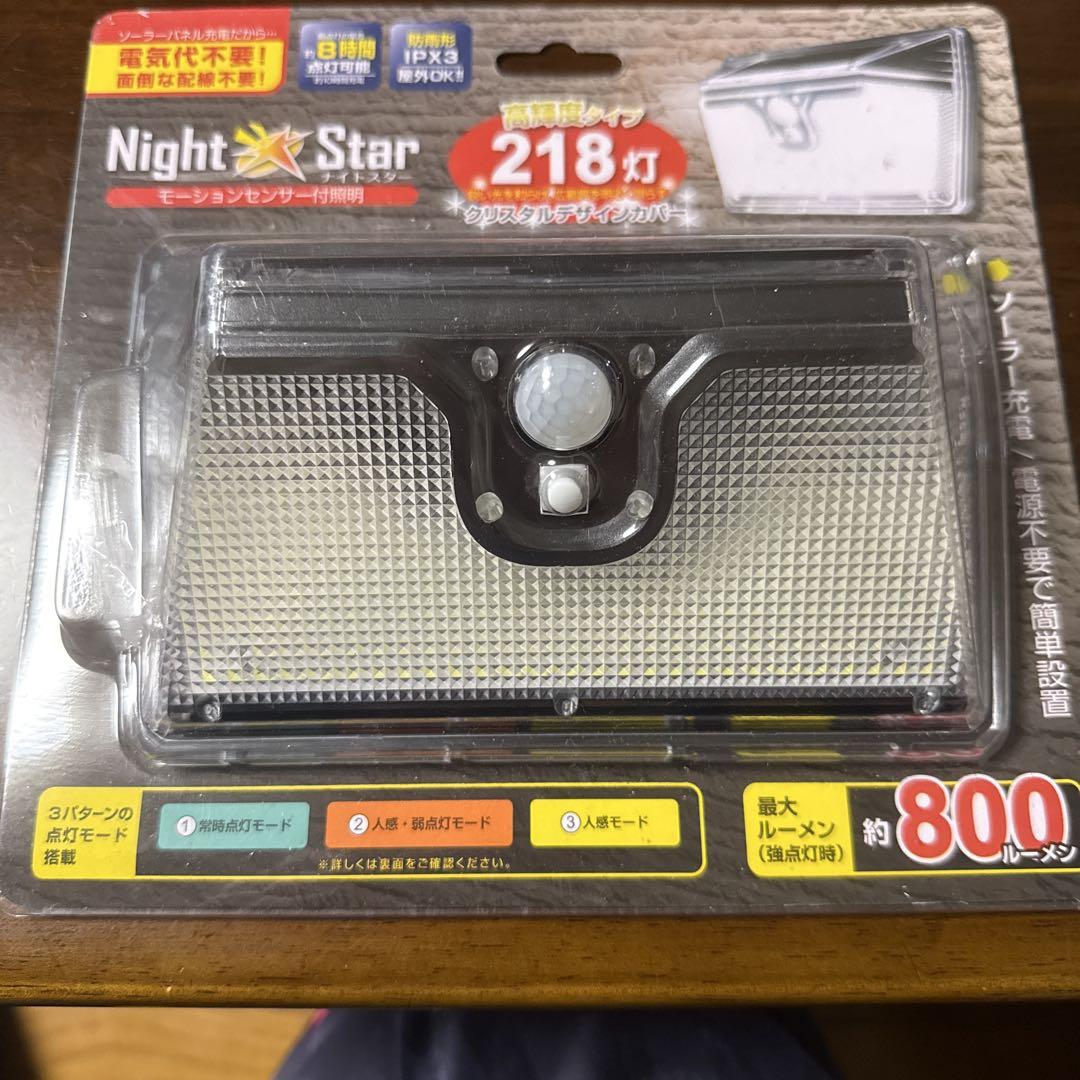 ソーラーパネル充電だから…
電気代不要!
面倒な配線不要!
約8時間
点灯可能
防雨形
IPX3
屋外OK!!
Night Star
ナイトスター
モーションセンサー付照明
高輝度タイプ
218灯
クリスタルデザインカバー
ソーラー充電/電源不要で簡単設置
3パターンの
点灯モード
搭載
①常時点灯モード
②人感・弱点灯モード
③人感モード
※詳しくは裏面をご確認ください。
最大
ルーメン
(強点灯時)
約800
ルーメン